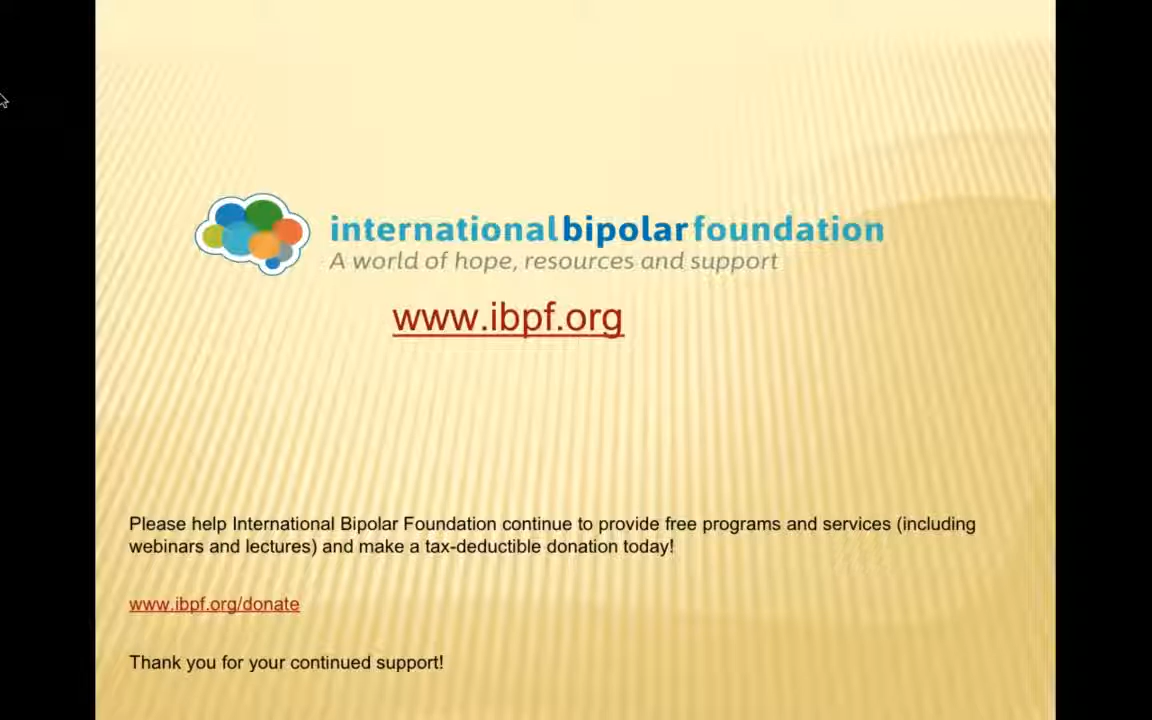 internationalbipolarfoundation
A world of hope, resources and support
www.ibpf.org
Please help International Bipolar Foundation continue to provide free programs and services (including
webinars and lectures) and make a tax-deductible donation today!
www.ibpf.org/donate
Thank you for your continued support!